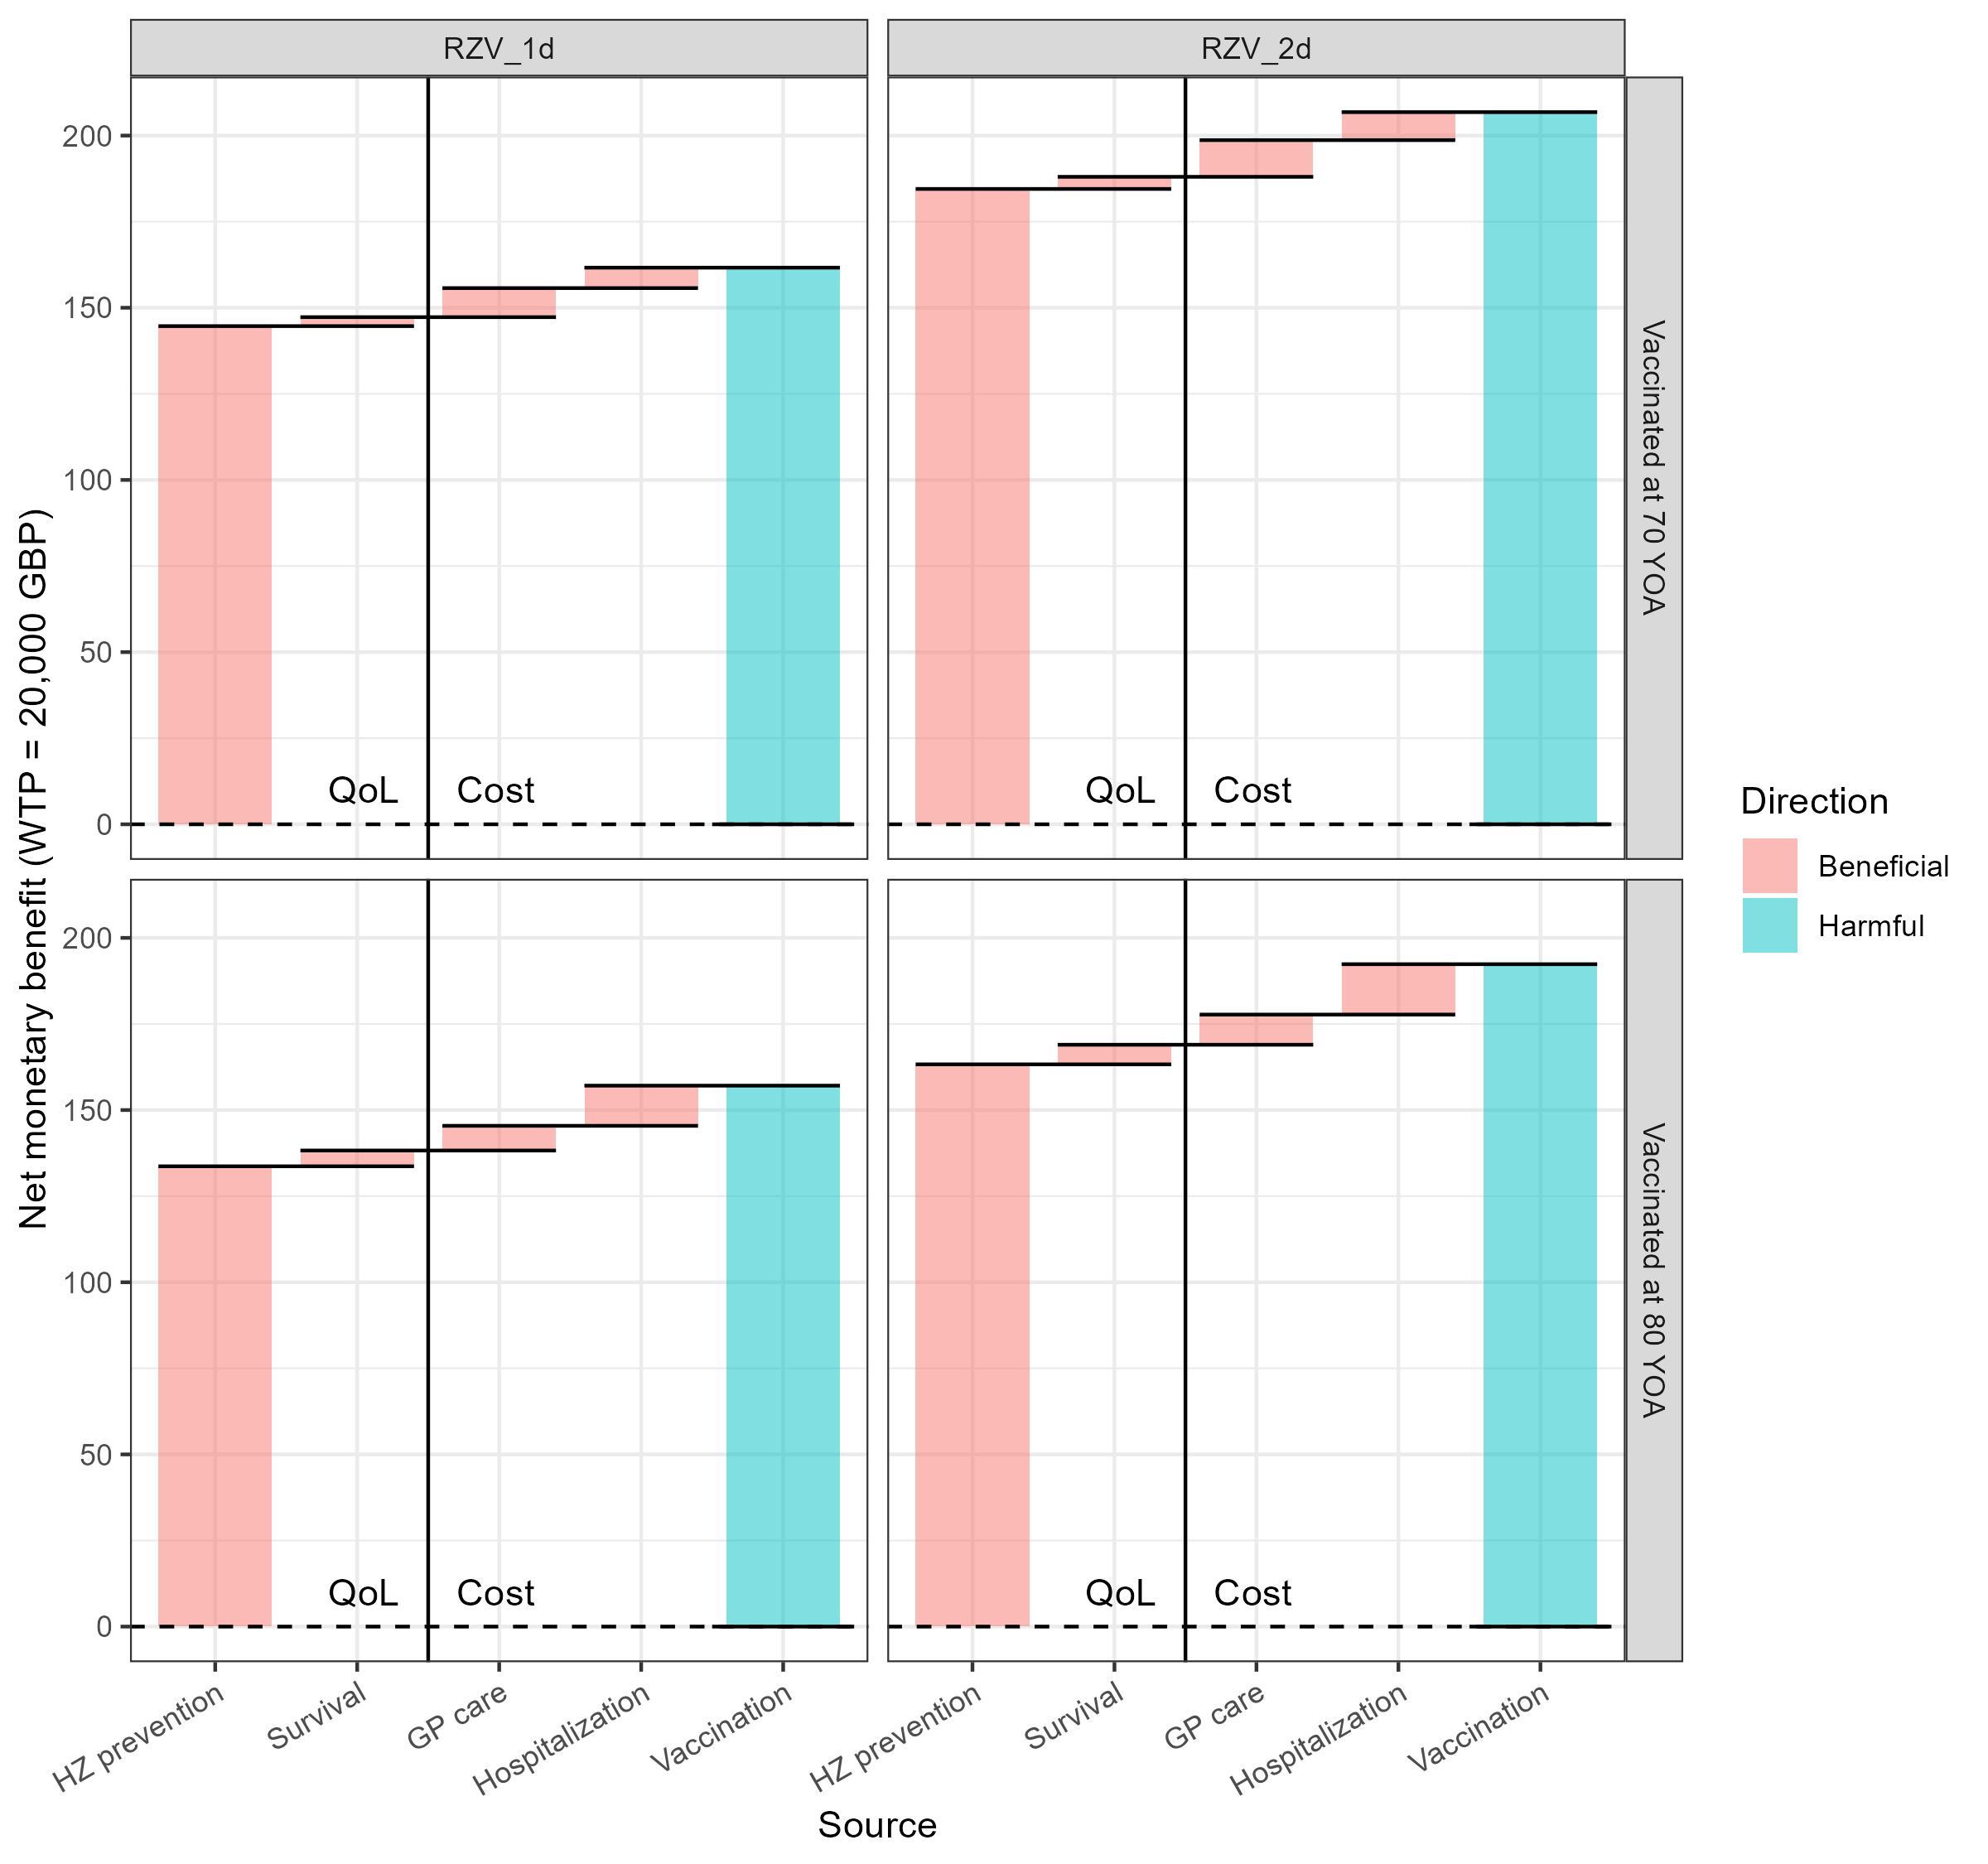 RZV_1d
RZV_2d
Net monetary benefit (WTP = 20,000 GBP)
200
150
100
50
0
QoL
Cost
QoL
Cost
Vaccinated at 70 YOA
200
150
100
50
0
QoL
Cost
QoL
Cost
Vaccinated at 80 YOA
HZ prevention
Survival
GP care
Hospitalization
Vaccination
HZ prevention
Survival
GP care
Hospitalization
Vaccination
Source
Direction
Beneficial
Harmful